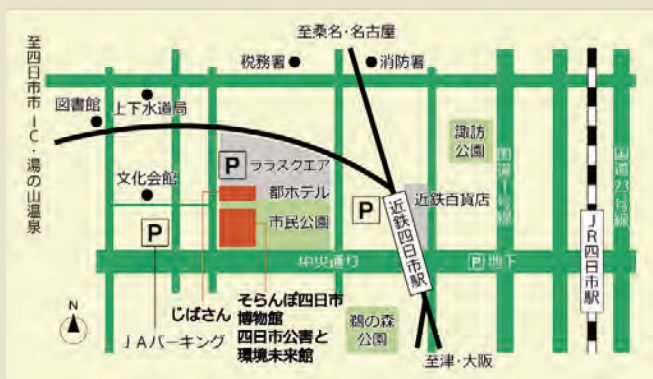 至桑名・名古屋
税務署
消防署
至四日市市IC・湯の山温泉
図書館
上下水道局
諏訪
公園
国道1号線
国道23号線
P
ララスクエア
文化会館
都ホテル
P
近鉄百貨店
P
市民公園
近鉄四日市駅
JR四日市駅
中央通り
P 地下
じばさん
そらんぽ四日市
博物館
四日市公害と
環境未来館
N
JAパーキング
鵜の森
公園
至津・大阪